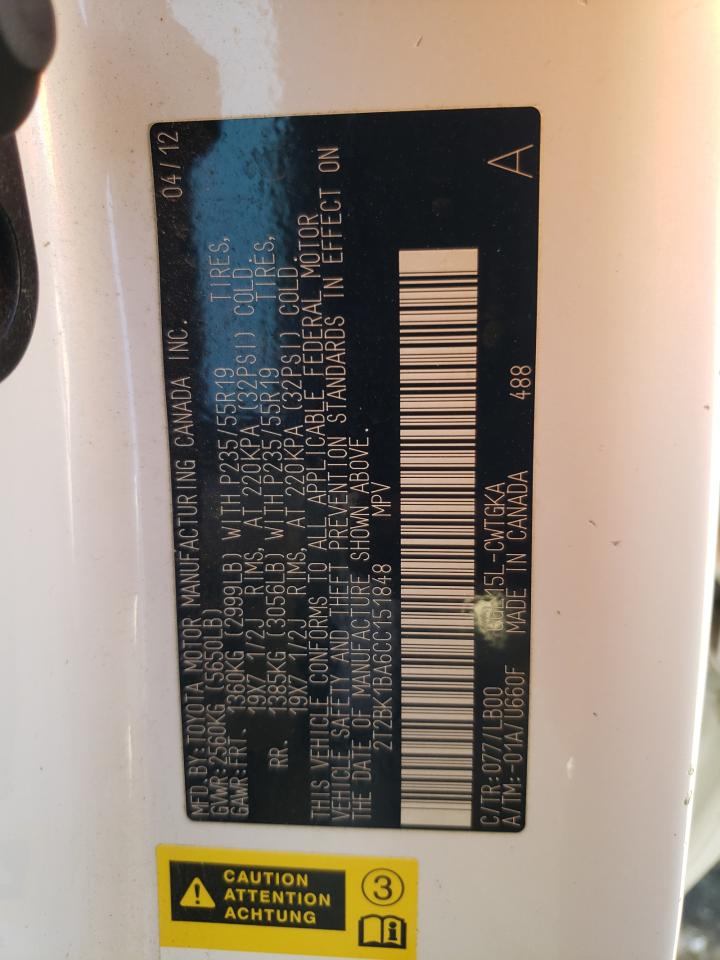 MFD.BY:TOYOTA MOTOR MANUFACTURING CANADA INC. 04/12
GVWR:2560KG (5650LB)
GAWR:FRT. 1360KG (2999LB) WITH P235/55R19 TIRES,
19X7 1/2J RIMS, AT 220KPA (32PSI) COLD.
RR. 1385KG (3056LB) WITH P235/55R19 TIRES,
19X7 1/2J RIMS, AT 220KPA (32PSI) COLD.
THIS VEHICLE CONFORMS TO ALL APPLICABLE FEDERAL MOTOR
VEHICLE SAFETY AND THEFT PREVENTION STANDARDS IN EFFECT ON
THE DATE OF MANUFACTURE SHOWN ABOVE.
2T2BK1BA6CC151848 MPV
A
C/TR:077/LB00 15L-CWTGKA 488
A/TM:-01A/U660F MADE IN CANADA
CAUTION
ATTENTION
ACHTUNG
3